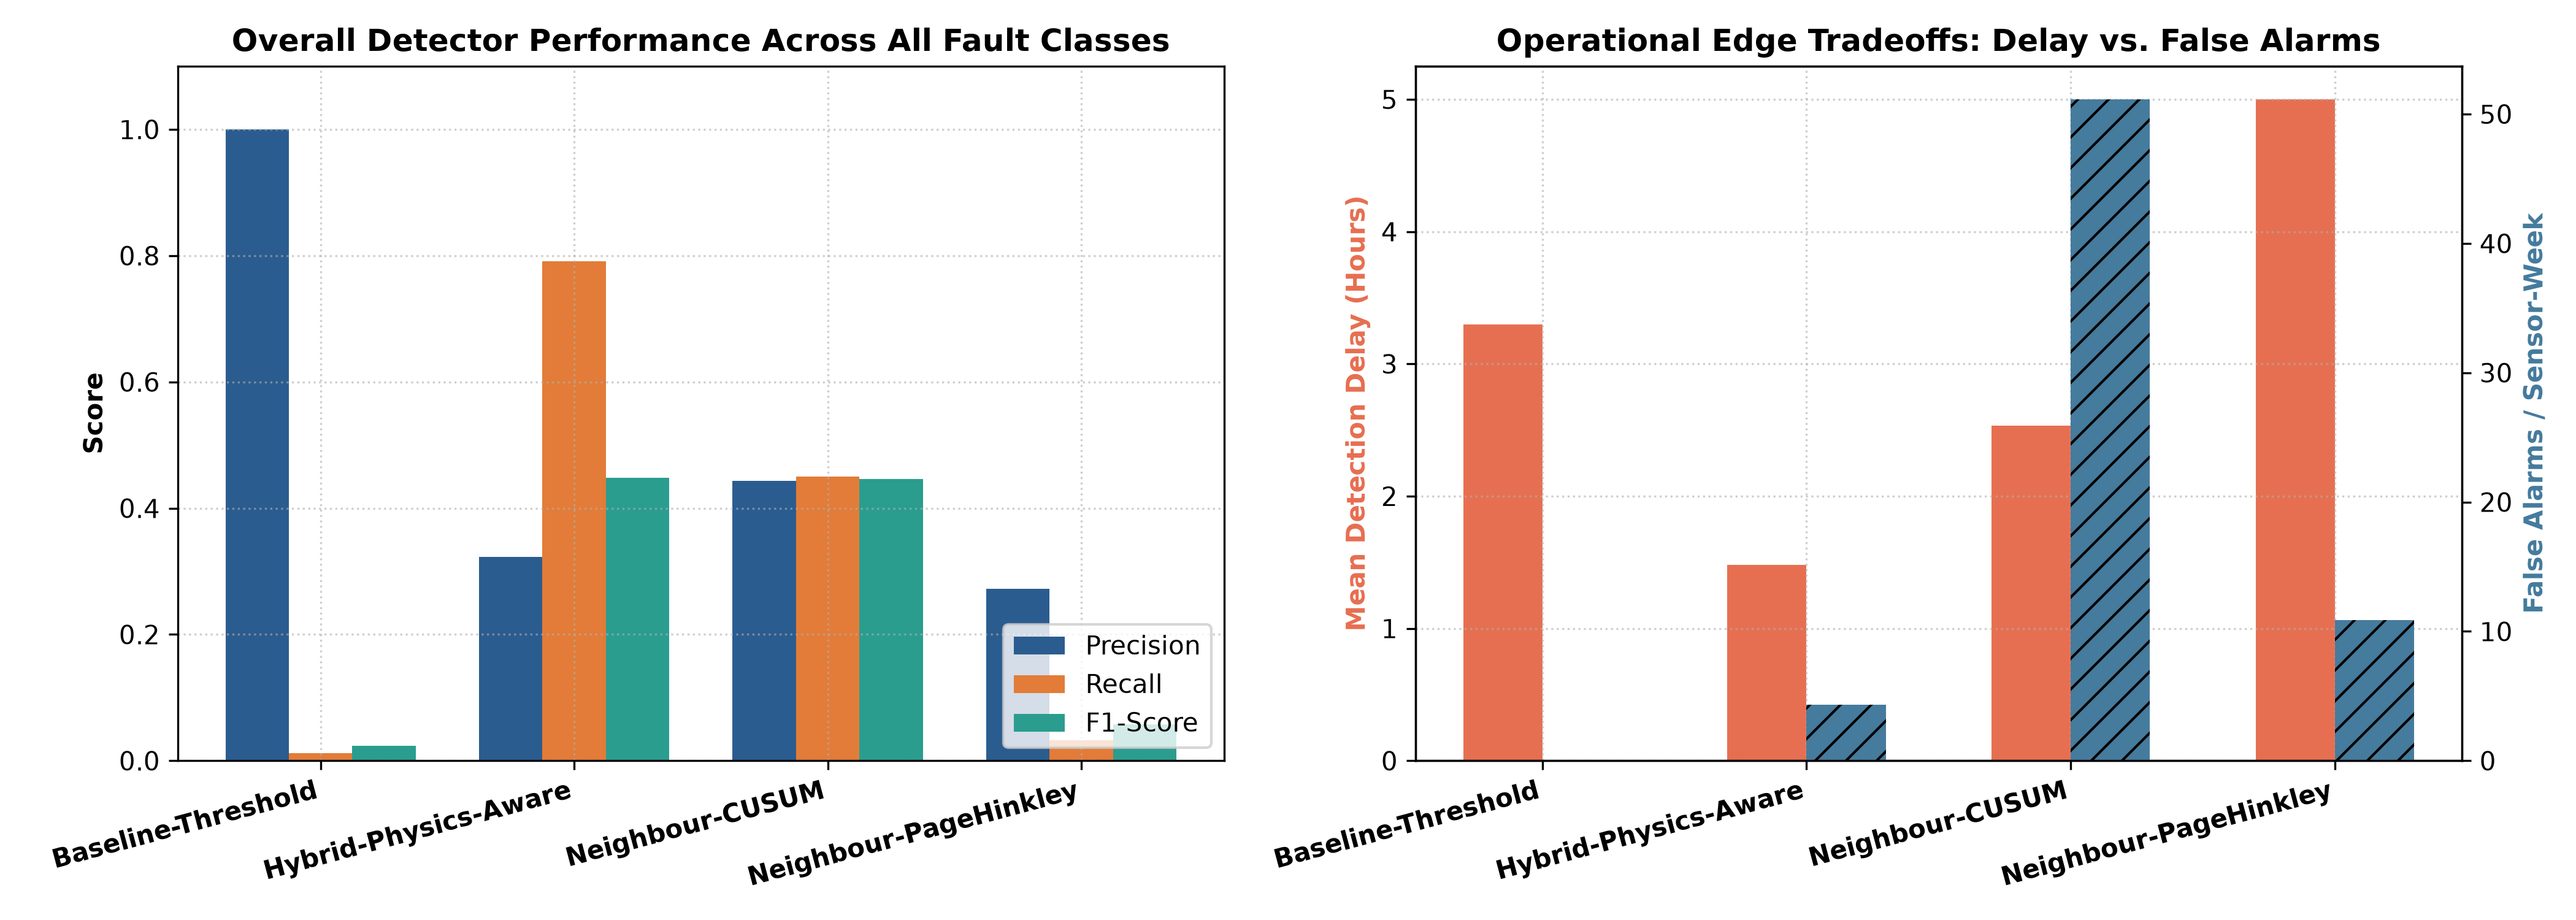 Overall Detector Performance Across All Fault Classes
Score
1.0
0.8
0.6
0.4
0.2
0.0
Precision
Recall
F1-Score
Baseline-Threshold
Hybrid-Physics-Aware
Neighbour-CUSUM
Neighbour-PageHinkley
Operational Edge Tradeoffs: Delay vs. False Alarms
Mean Detection Delay (Hours)
5
4
3
2
1
0
50
40
30
20
10
0
False Alarms / Sensor-Week
Baseline-Threshold
Hybrid-Physics-Aware
Neighbour-CUSUM
Neighbour-PageHinkley